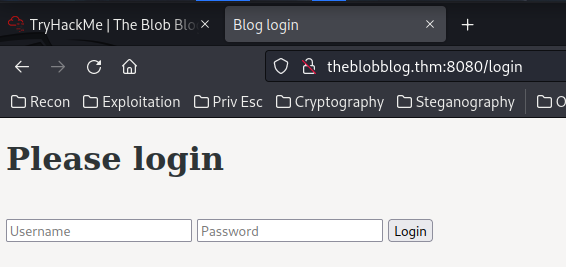 TryHackMe | The Blob Blo
Blog login
theblobblog.thm:8080/login
Recon Exploitation Priv Esc Cryptography Steganography O
Please login
Username Password Login